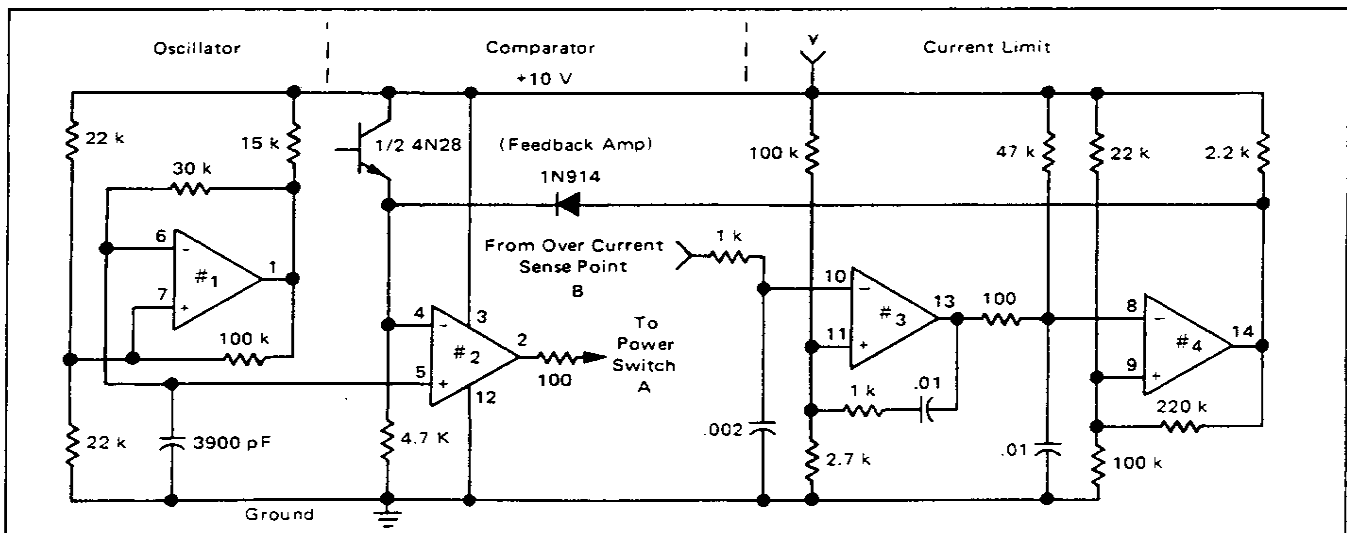 Oscillator
Comparator
Current Limit
+10 V
V
22 k
15 k
30 k
1/2 4N28
(Feedback Amp)
1N914
100 k
47 k
22 k
2.2 k
From Over Current
Sense Point
B
1 k
6
-
#1
1
7
+
100 k
4
-
3
#2
2
5
+
12
100
To
Power
Switch
A
10
-
#3
13
11
+
100
8
-
#4
14
9
+
1 k
.01
220 k
22 k
3900 pF
4.7 K
.002
2.7 k
.01
100 k
Ground